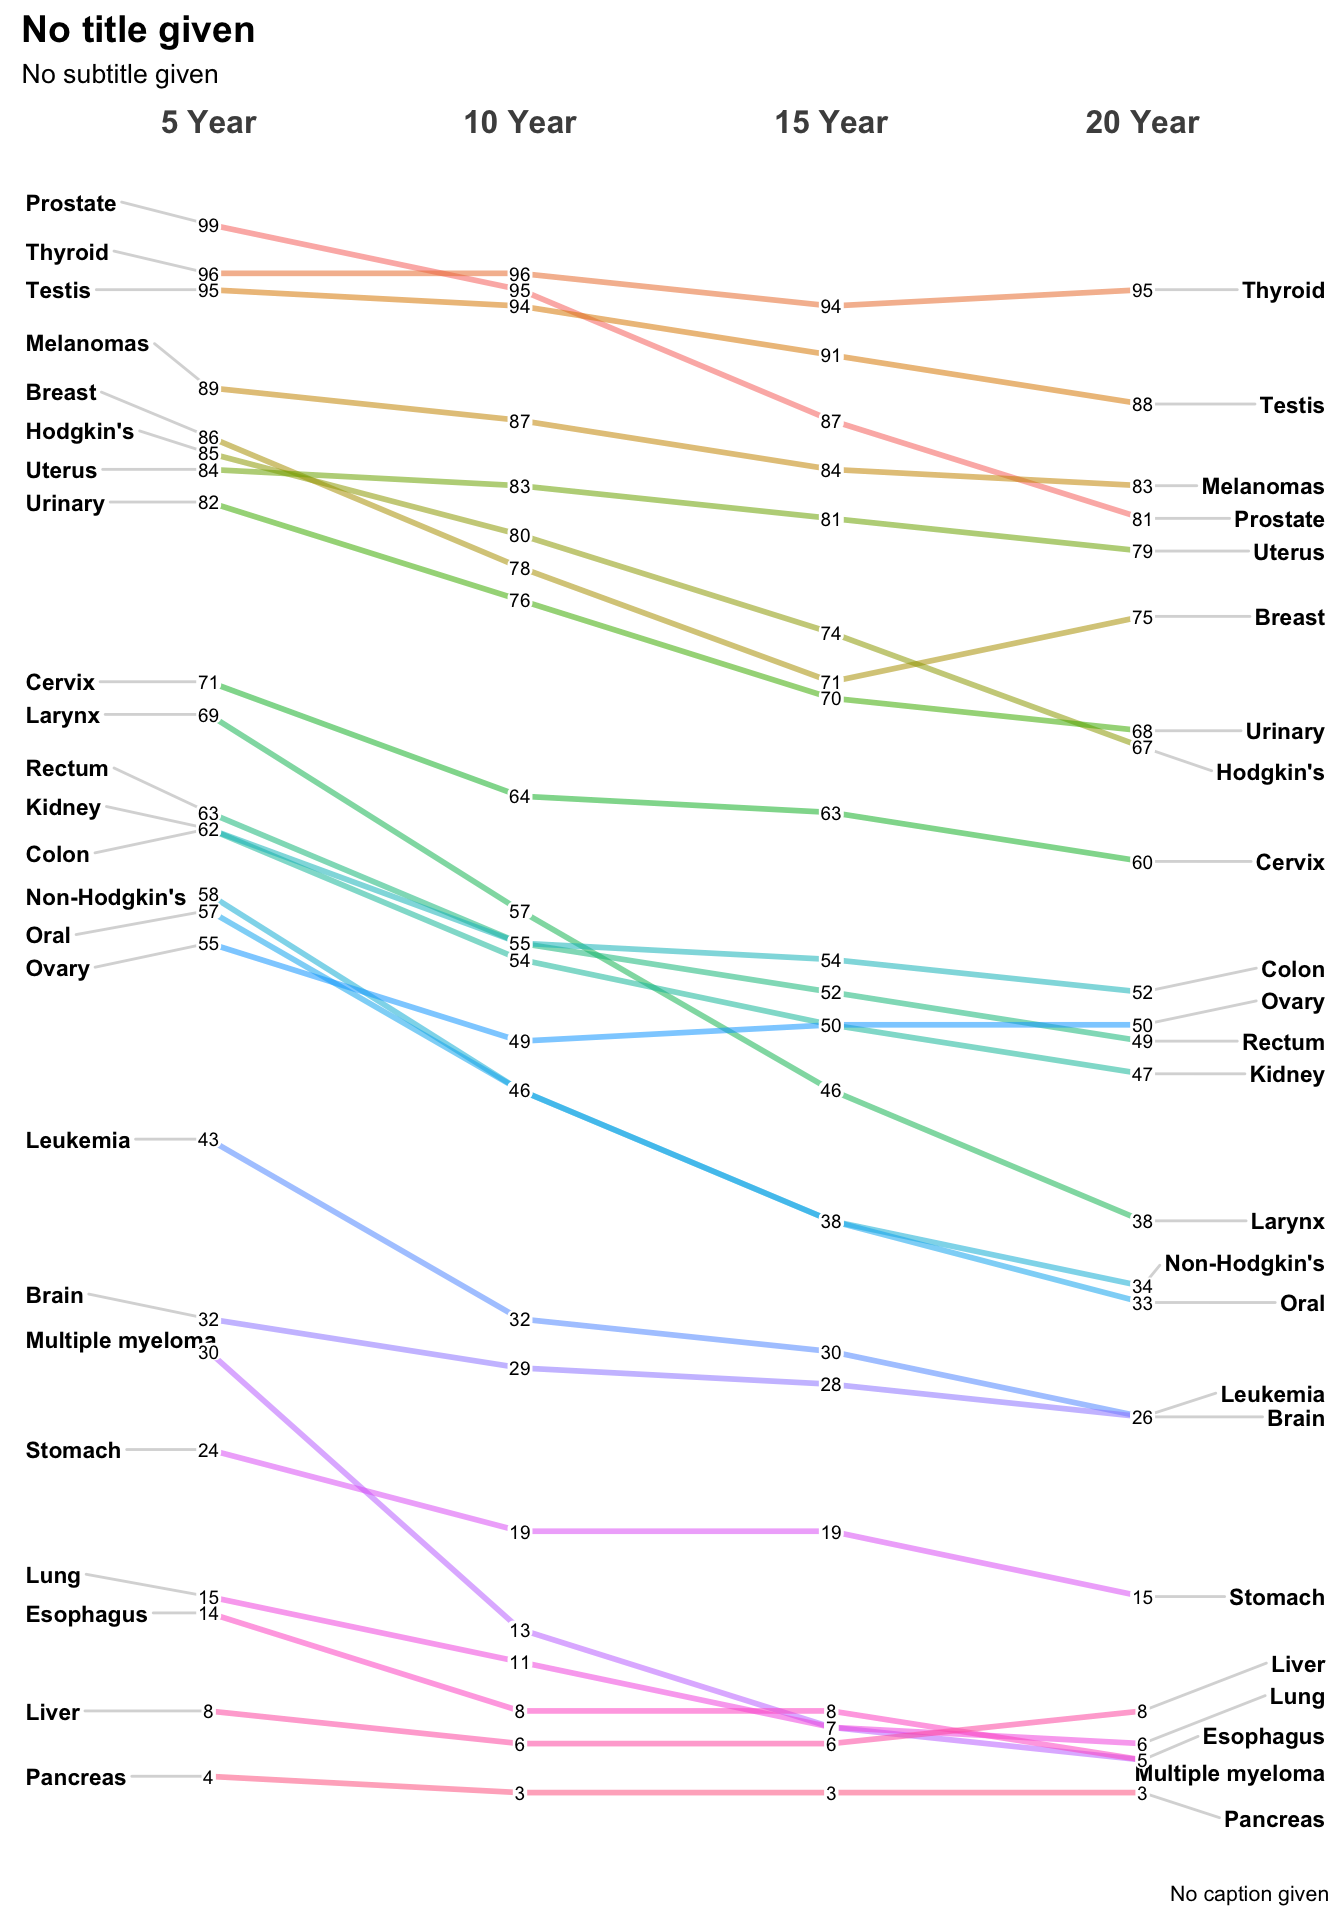 No title given
No subtitle given
5 Year 10 Year 15 Year 20 Year
Prostate
99
Thyroid
96 96
95
Testis 95 94 94 95 Thyroid
Melanomas
91
89 88 Testis
Breast
87 87
Hodgkin's 86
85
Uterus 84 83 84 83 Melanomas
Urinary 82 81 81 Prostate
80 79 Uterus
78
76 75 Breast
74
Cervix 71 71
70
Larynx 69 68 Urinary
67
Hodgkin's
Rectum
64
Kidney 63 63
62
Colon
60 Cervix
Non-Hodgkin's 58
57 57
Oral
Ovary 55 55
54 54 Colon
52 52
Ovary
49 50 50
49 Rectum
47 Kidney
46 46
Leukemia 43
38 38 Larynx
Non-Hodgkin's
34
Brain 33 Oral
32 32
Multiple myeloma
30 30
29
28
Leukemia
26 Brain
Stomach 24
19 19
Lung
15 15 Stomach
Esophagus 14
13
Liver
11
Lung
Liver 8 8 8 8
7
6 6 6 Esophagus
5
Multiple myeloma
Pancreas 4 3 3 3
Pancreas
No caption given